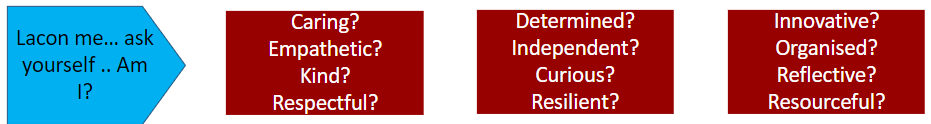 Lacon me... ask
yourself .. Am
I?
Caring?
Empathetic?
Kind?
Respectful?
Determined?
Independent?
Curious?
Resilient?
Innovative?
Organised?
Reflective?
Resourceful?